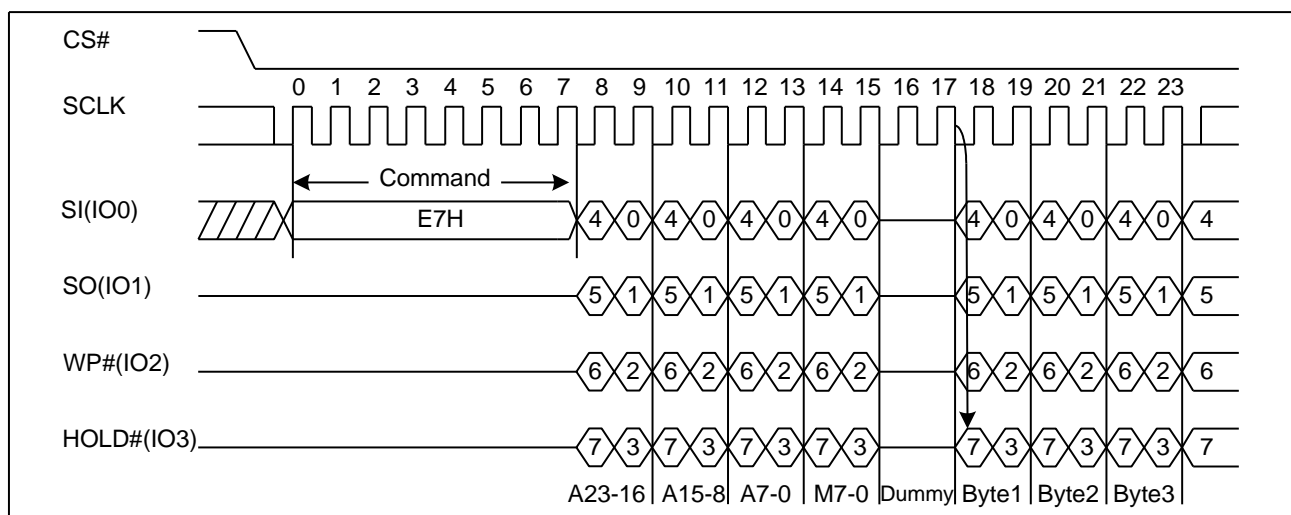 CS#
0 1 2 3 4 5 6 7 8 9 10 11 12 13 14 15 16 17 18 19 20 21 22 23
SCLK
Command
SI(IO0) E7H 4 0 4 0 4 0 4 0 4 0 4 0 4 0 4
SO(IO1) 5 1 5 1 5 1 5 1 5 1 5 1 5 1 5
WP#(IO2) 6 2 6 2 6 2 6 2 6 2 6 2 6 2 6
HOLD#(IO3) 7 3 7 3 7 3 7 3 7 3 7 3 7 3 7
A23-16 A15-8 A7-0 M7-0 Dummy Byte1 Byte2 Byte3